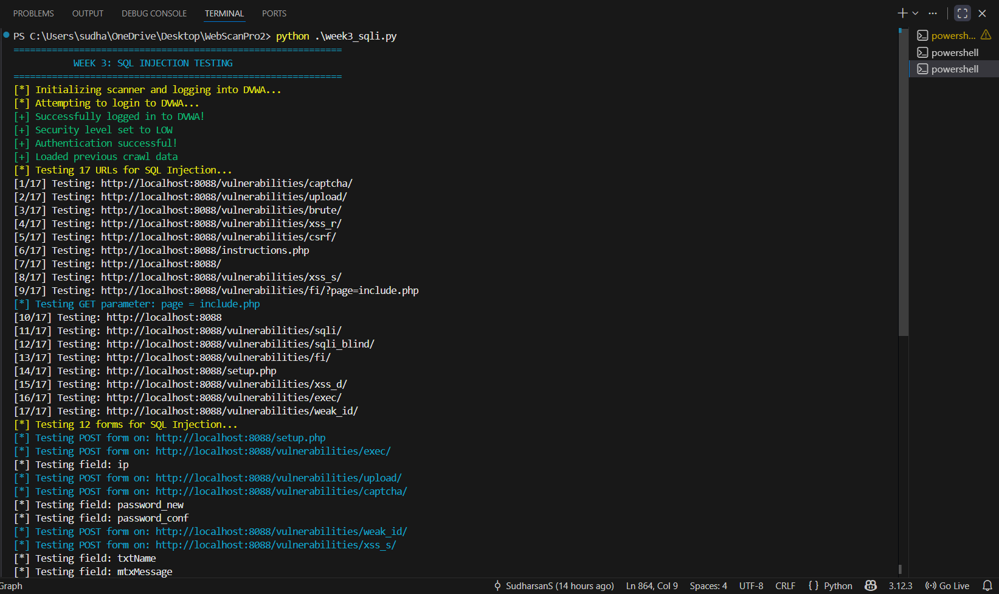 PROBLEMS OUTPUT DEBUG CONSOLE TERMINAL PORTS
PS C:\Users\sudha\OneDrive\Desktop\WebScanPro2> python .\week3_sqli.py
============================================================
WEEK 3: SQL INJECTION TESTING
============================================================
[*] Initializing scanner and logging into DVWA...
[*] Attempting to login to DVWA...
[+] Successfully logged in to DVWA!
[+] Security level set to LOW
[+] Authentication successful!
[+] Loaded previous crawl data
[*] Testing 17 URLs for SQL Injection...
[1/17] Testing: http://localhost:8088/vulnerabilities/captcha/
[2/17] Testing: http://localhost:8088/vulnerabilities/upload/
[3/17] Testing: http://localhost:8088/vulnerabilities/brute/
[4/17] Testing: http://localhost:8088/vulnerabilities/xss_r/
[5/17] Testing: http://localhost:8088/vulnerabilities/csrf/
[6/17] Testing: http://localhost:8088/instructions.php
[7/17] Testing: http://localhost:8088/
[8/17] Testing: http://localhost:8088/vulnerabilities/xss_s/
[9/17] Testing: http://localhost:8088/vulnerabilities/fi/?page=include.php
[*] Testing GET parameter: page = include.php
[10/17] Testing: http://localhost:8088
[11/17] Testing: http://localhost:8088/vulnerabilities/sqli/
[12/17] Testing: http://localhost:8088/vulnerabilities/sqli_blind/
[13/17] Testing: http://localhost:8088/vulnerabilities/fi/
[14/17] Testing: http://localhost:8088/setup.php
[15/17] Testing: http://localhost:8088/vulnerabilities/xss_d/
[16/17] Testing: http://localhost:8088/vulnerabilities/exec/
[17/17] Testing: http://localhost:8088/vulnerabilities/weak_id/
[*] Testing 12 forms for SQL Injection...
[*] Testing POST form on: http://localhost:8088/setup.php
[*] Testing POST form on: http://localhost:8088/vulnerabilities/exec/
[*] Testing field: ip
[*] Testing POST form on: http://localhost:8088/vulnerabilities/upload/
[*] Testing POST form on: http://localhost:8088/vulnerabilities/captcha/
[*] Testing field: password_new
[*] Testing field: password_conf
[*] Testing POST form on: http://localhost:8088/vulnerabilities/weak_id/
[*] Testing POST form on: http://localhost:8088/vulnerabilities/xss_s/
[*] Testing field: txtName
[*] Testing field: mtxMessage
powersh...
powershell
powershell
Graph SudharsanS (14 hours ago) Ln 864, Col 9 Spaces: 4 UTF-8 CRLF { } Python 3.12.3 Go Live